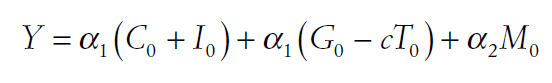 Y = α₁(C₀ + I₀) + α₁(G₀ − cT₀) + α₂M₀